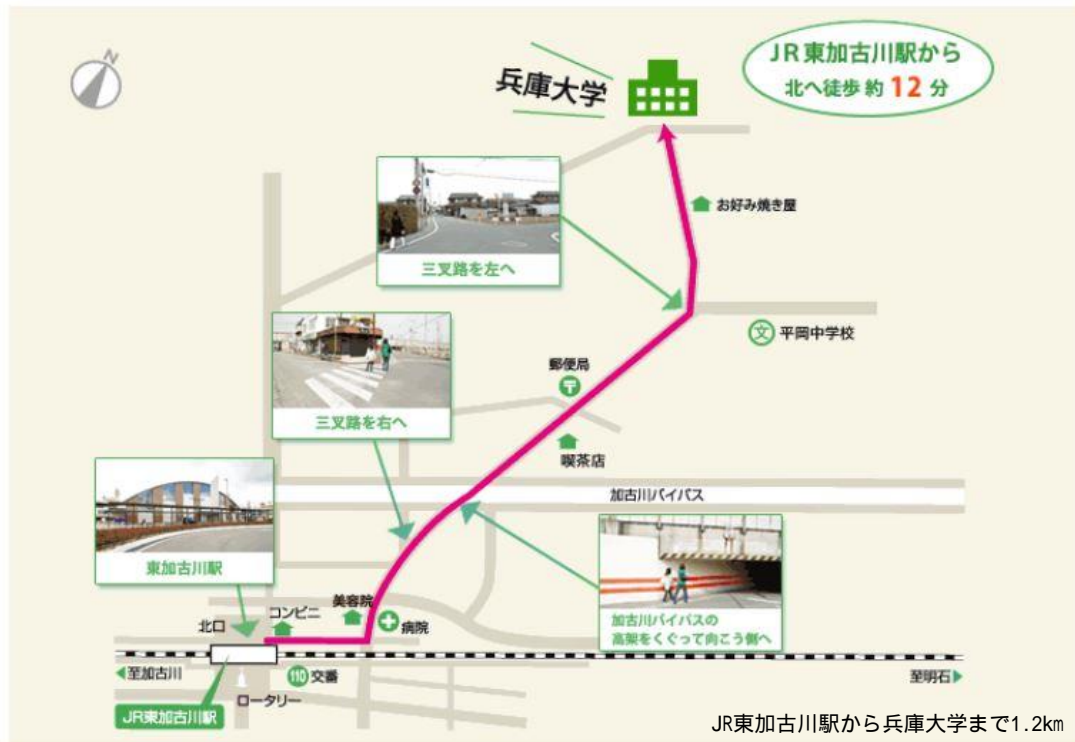 N
兵庫大学
JR東加古川駅から
北へ徒歩 約 12 分
お好み焼き屋
三叉路を左へ
文 平岡中学校
郵便局
〒
三叉路を右へ
喫茶店
加古川バイパス
東加古川駅
加古川バイパスの
高架をくぐって向こう側へ
美容院
コンビニ
病院
北口
至加古川
110 交番
至明石
ロータリー
JR東加古川駅
JR東加古川駅から兵庫大学まで1.2km